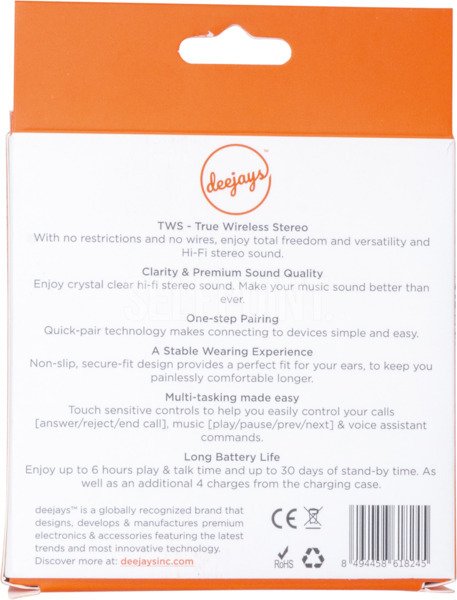 deejays™
TWS - True Wireless Stereo
With no restrictions and no wires, enjoy total freedom and versatility and
Hi-Fi stereo sound.
Clarity & Premium Sound Quality
Enjoy crystal clear hi-fi stereo sound. Make your music sound better than
ever.
One-step Pairing
Quick-pair technology makes connecting to devices simple and easy.
A Stable Wearing Experience
Non-slip, secure-fit design provides a perfect fit for your ears, to keep you
painlessly comfortable longer.
Multi-tasking made easy
Touch sensitive controls to help you easily control your calls
[answer/reject/end call], music [play/pause/prev/next] & voice assistant
commands.
Long Battery Life
Enjoy up to 6 hours play & talk time and up to 30 days of stand-by time. As
well as an additional 4 charges from the charging case.
deejays™ is a globally recognized brand that
designs, develops & manufactures premium
electronics & accessories featuring the latest
trends and most innovative technology.
Discover more at: deejaysinc.com
CE
RoHS
8 494458 618245